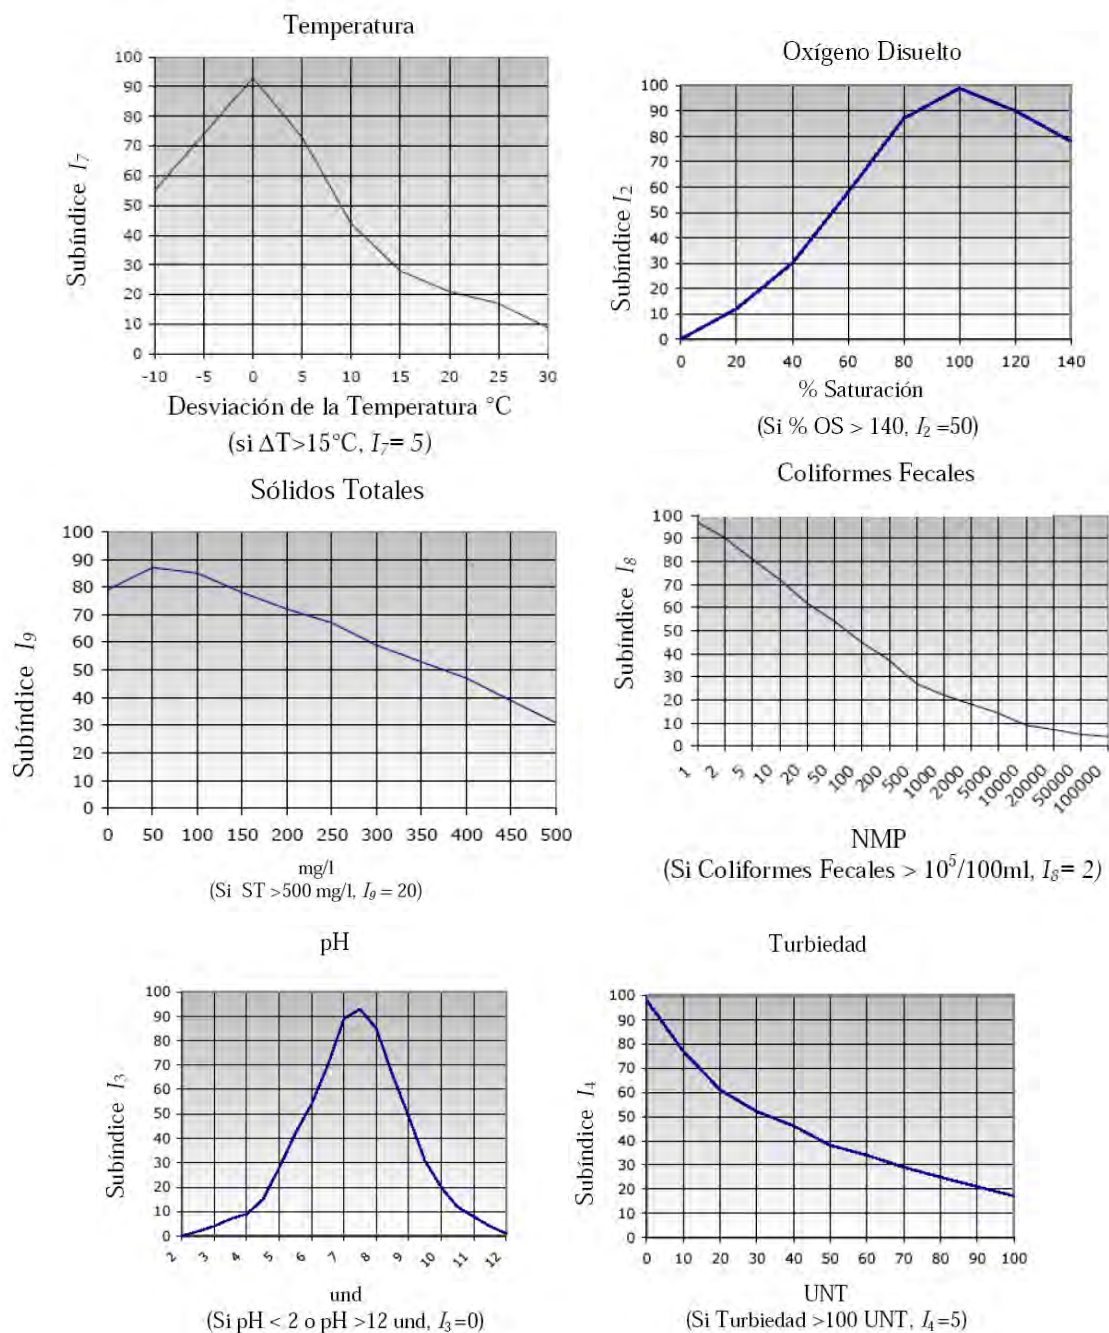 Temperatura
100
90
80
70
60
50
40
30
20
10
0
Subíndice I7
-10 -5 0 5 10 15 20 25 30
Desviación de la Temperatura °C
(si ΔT>15°C, I7= 5)
Oxígeno Disuelto
100
90
80
70
60
50
40
30
20
10
0
Subíndice I2
0 20 40 60 80 100 120 140
% Saturación
(Si % OS > 140, I2 =50)
Sólidos Totales
100
90
80
70
60
50
40
30
20
10
0
Subíndice I9
0 50 100 150 200 250 300 350 400 450 500
mg/l
(Si ST >500 mg/l, I9 = 20)
Coliformes Fecales
100
90
80
70
60
50
40
30
20
10
0
Subíndice I8
1 2 5 10 20 50 100 200 500 1000 2000 5000 10000 20000 50000 100000
NMP
(Si Coliformes Fecales > 10⁵/100ml, I8= 2)
pH
100
90
80
70
60
50
40
30
20
10
0
Subíndice I3
2 3 4 5 6 7 8 9 10 11 12
und
(Si pH < 2 o pH >12 und, I3=0)
Turbiedad
100
90
80
70
60
50
40
30
20
10
0
Subíndice I4
0 10 20 30 40 50 60 70 80 90 100
UNT
(Si Turbiedad >100 UNT, I4=5)